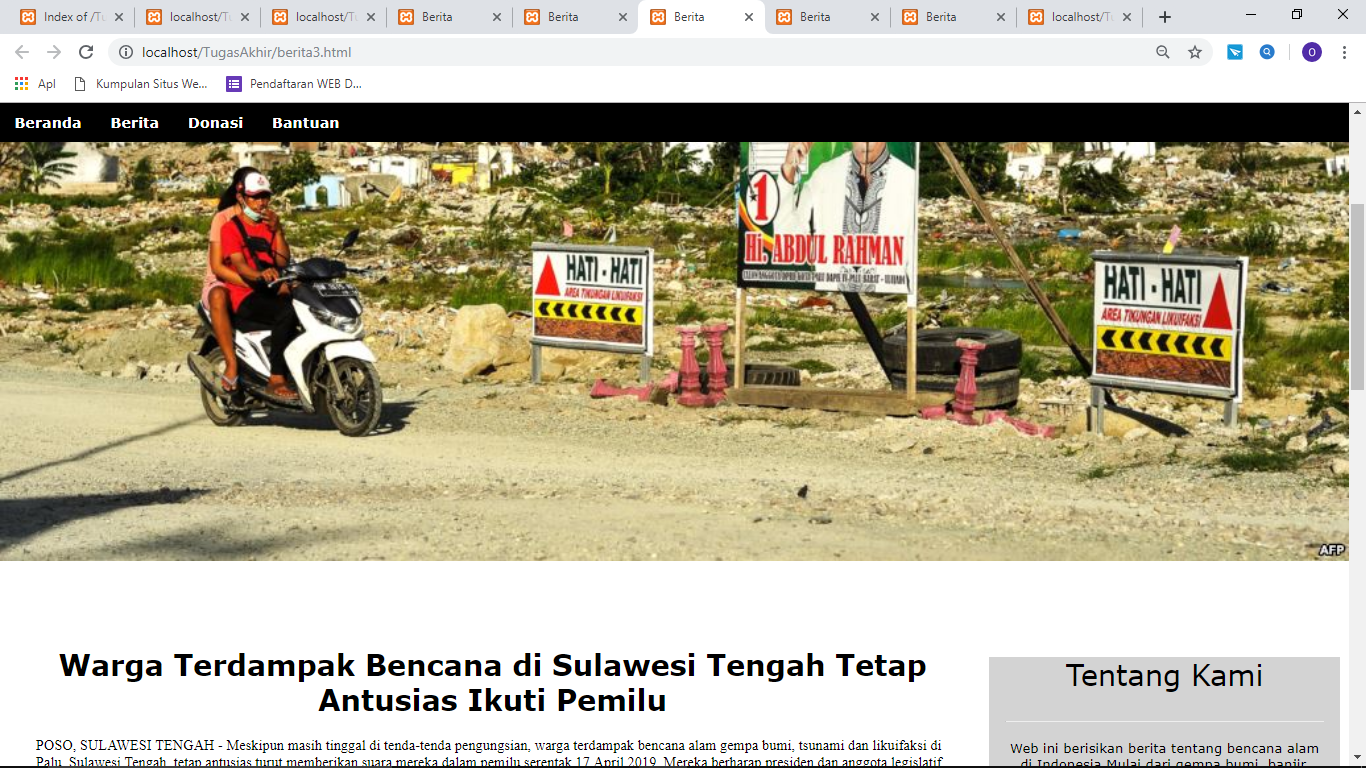 Index of /Tu
localhost/Tu
localhost/Tu
Berita
Berita
Berita
Berita
Berita
localhost/Tu
localhost/TugasAkhir/berita3.html
O
Apl
Kumpulan Situs We...
Pendaftaran WEB D...
Beranda Berita Donasi Bantuan
1
Hi. ABDUL RAHMAN
HATI - HATI
AREA TIKUNGAN LIKUIFAKSI
HATI - HATI
AREA TIKUNGAN LIKUIFAKSI
AFP
Warga Terdampak Bencana di Sulawesi Tengah Tetap
Antusias Ikuti Pemilu
POSO, SULAWESI TENGAH - Meskipun masih tinggal di tenda-tenda pengungsian, warga terdampak bencana alam gempa bumi, tsunami dan likuifaksi di
Palu, Sulawesi Tengah, tetap antusias turut memberikan suara mereka dalam pemilu serentak 17 April 2019. Mereka berharap presiden dan anggota legislatif
Tentang Kami
Web ini berisikan berita tentang bencana alam
di Indonesia Mulai dari gempa bumi, banjir,